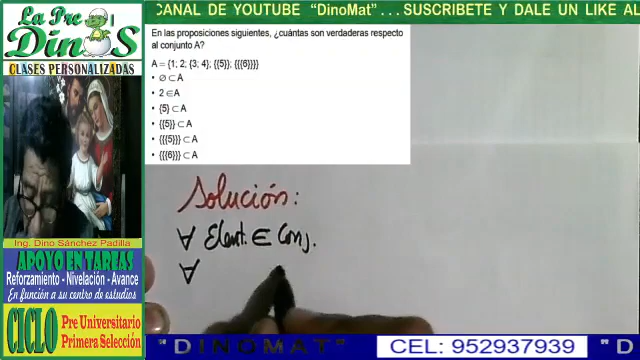 La Pre
DinoS
CLASES PERSONALIZADAS
CANAL DE YOUTUBE "DinoMat"...SUSCRIBETE Y DALE UN LIKE AL
En las proposiciones siguientes, ¿cuántas son verdaderas respecto
al conjunto A?
A = {1; 2; {3; 4}; {{5}}; {{{6}}}}
• ∅ ⊂ A
• 2 ∈ A
• {5} ⊂ A
• {{5}} ⊂ A
• {{{5}}} ⊂ A
• {{{6}}} ⊂ A
Solución:
∀ Elemt. ∈ Conj.
∀
Ing. Dino Sánchez Padilla
APOYO EN TAREAS
Reforzamiento - Nivelación - Avance
En función a su centro de estudios
CICLO
Pre Universitario
Primera Selección
"DINOMAT"
CEL: 952937939
"D